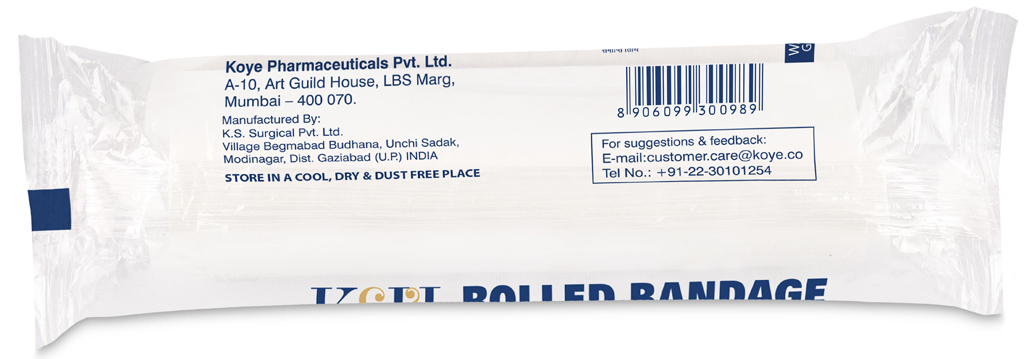 Koye Pharmaceuticals Pvt. Ltd.
A-10, Art Guild House, LBS Marg,
Mumbai – 400 070.
Manufactured By:
K.S. Surgical Pvt. Ltd.
Village Begmabad Budhana, Unchi Sadak,
Modinagar, Dist. Gaziabad (U.P.) INDIA
STORE IN A COOL, DRY & DUST FREE PLACE
8 906099 300989
For suggestions & feedback:
E-mail:customer.care@koye.co
Tel No.: +91-22-30101254
ROLLED BANDAGE